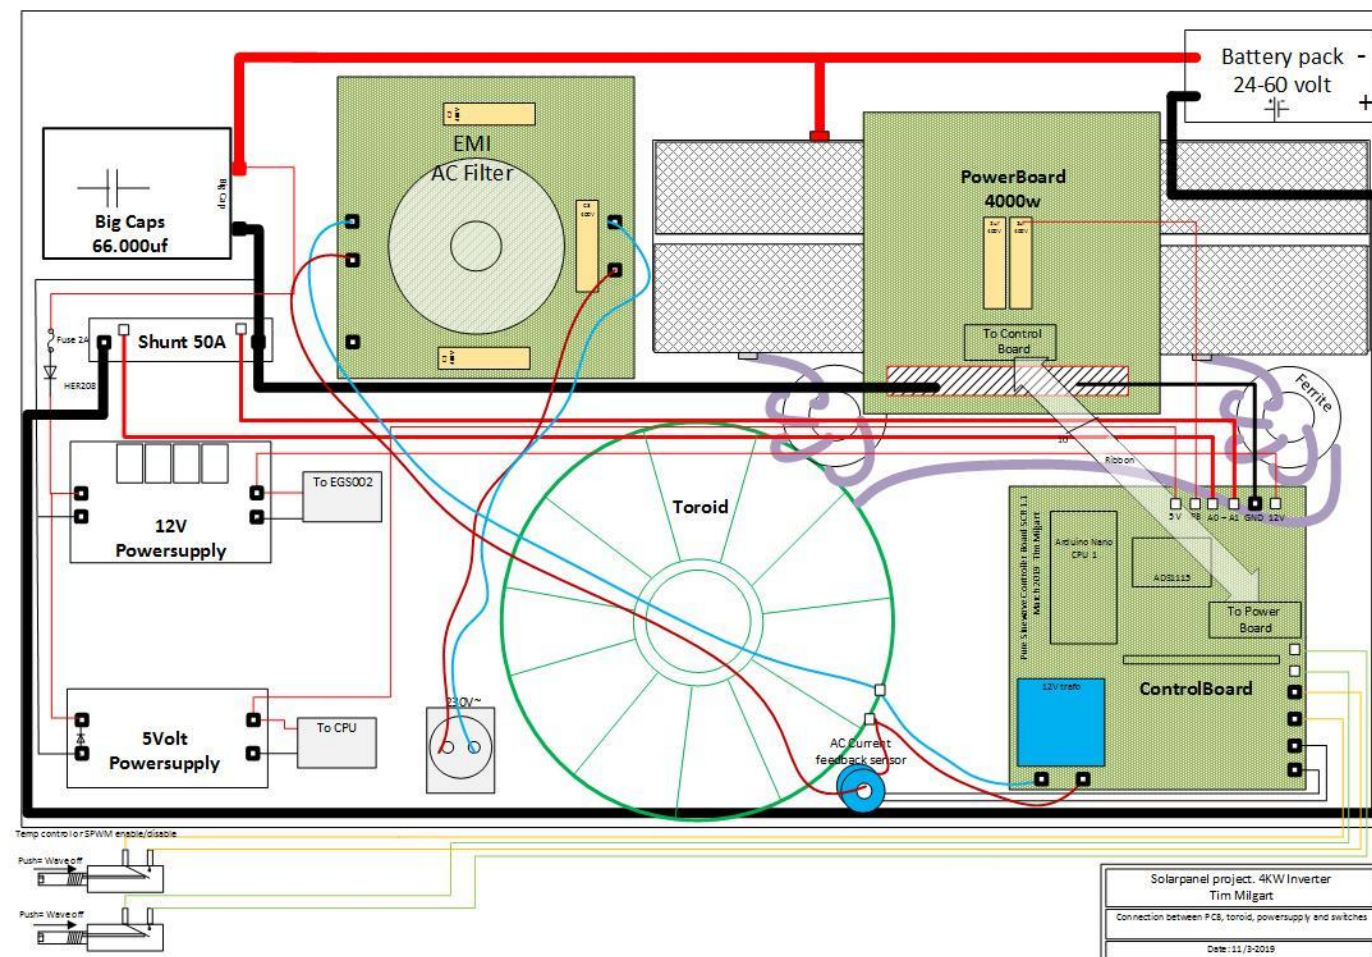 Battery pack -
24-60 volt
+
EMI
AC Filter
PowerBoard
4000w
Big Cap
Big Caps
66.000uf
To Control
Board
Shunt 50A
Fuse 2A
HER208
Ferrite
10
Ribbon
To EGS002
12V
Powersupply
Toroid
5V
A0 - A1 GND 12V
Arduino Nano
CPU 1
ADS1115
Pure Sinewave Controller Board SCB 1.1
March 2019 Tim Milgart
To Power
Board
ControlBoard
12V trafo
230V~
To CPU
5Volt
Powersupply
AC Current
feedback sensor
Temp control or SPWM enable/disable
Push= Wave off
Push= Wave off
Solarpanel project. 4KW Inverter
Tim Milgart
Connection between PCB, toroid, powersupply and switches
Date: 11/3-2019